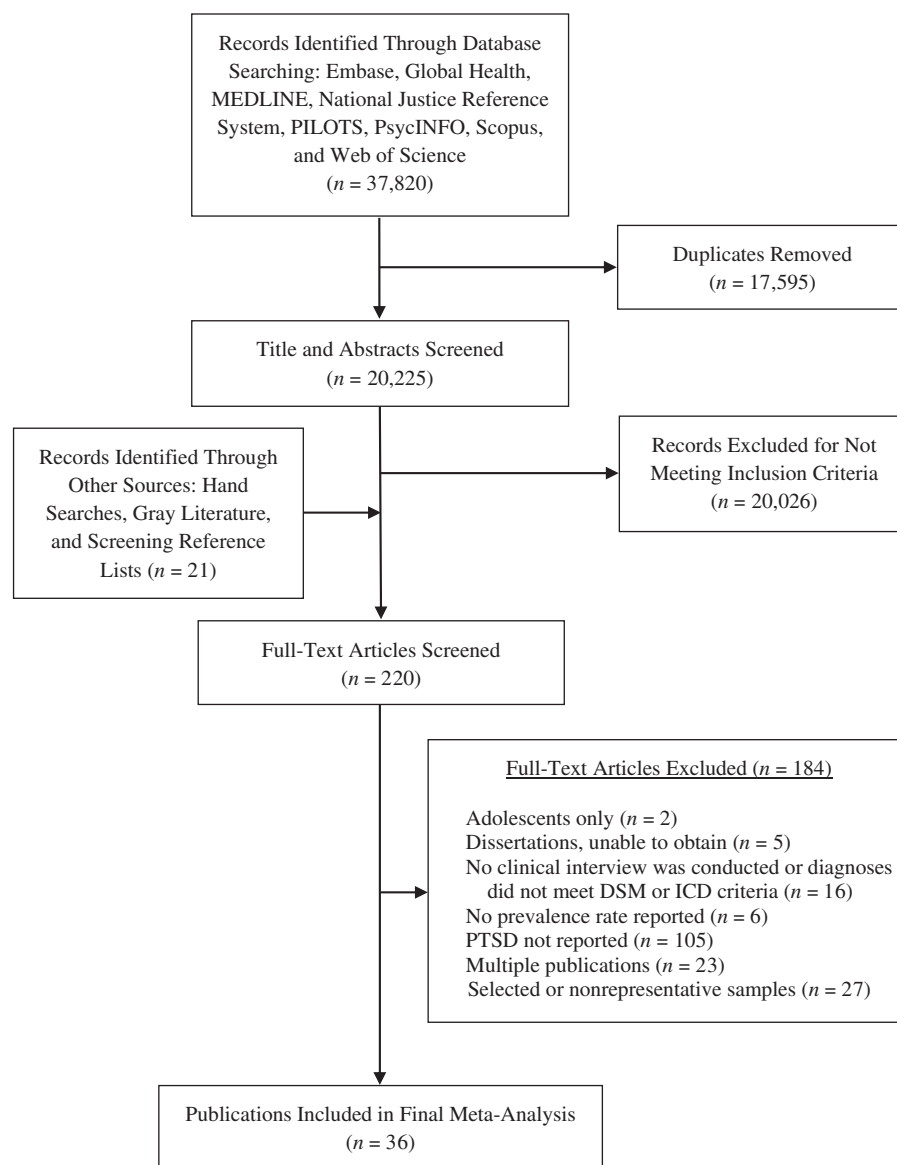 Records Identified Through Database
Searching: Embase, Global Health,
MEDLINE, National Justice Reference
System, PILOTS, PsycINFO, Scopus,
and Web of Science
(n = 37,820)
Duplicates Removed
(n = 17,595)
Title and Abstracts Screened
(n = 20,225)
Records Identified Through
Other Sources: Hand
Searches, Gray Literature,
and Screening Reference
Lists (n = 21)
Records Excluded for Not
Meeting Inclusion Criteria
(n = 20,026)
Full-Text Articles Screened
(n = 220)
Full-Text Articles Excluded (n = 184)
Adolescents only (n = 2)
Dissertations, unable to obtain (n = 5)
No clinical interview was conducted or diagnoses
did not meet DSM or ICD criteria (n = 16)
No prevalence rate reported (n = 6)
PTSD not reported (n = 105)
Multiple publications (n = 23)
Selected or nonrepresentative samples (n = 27)
Publications Included in Final Meta-Analysis
(n = 36)